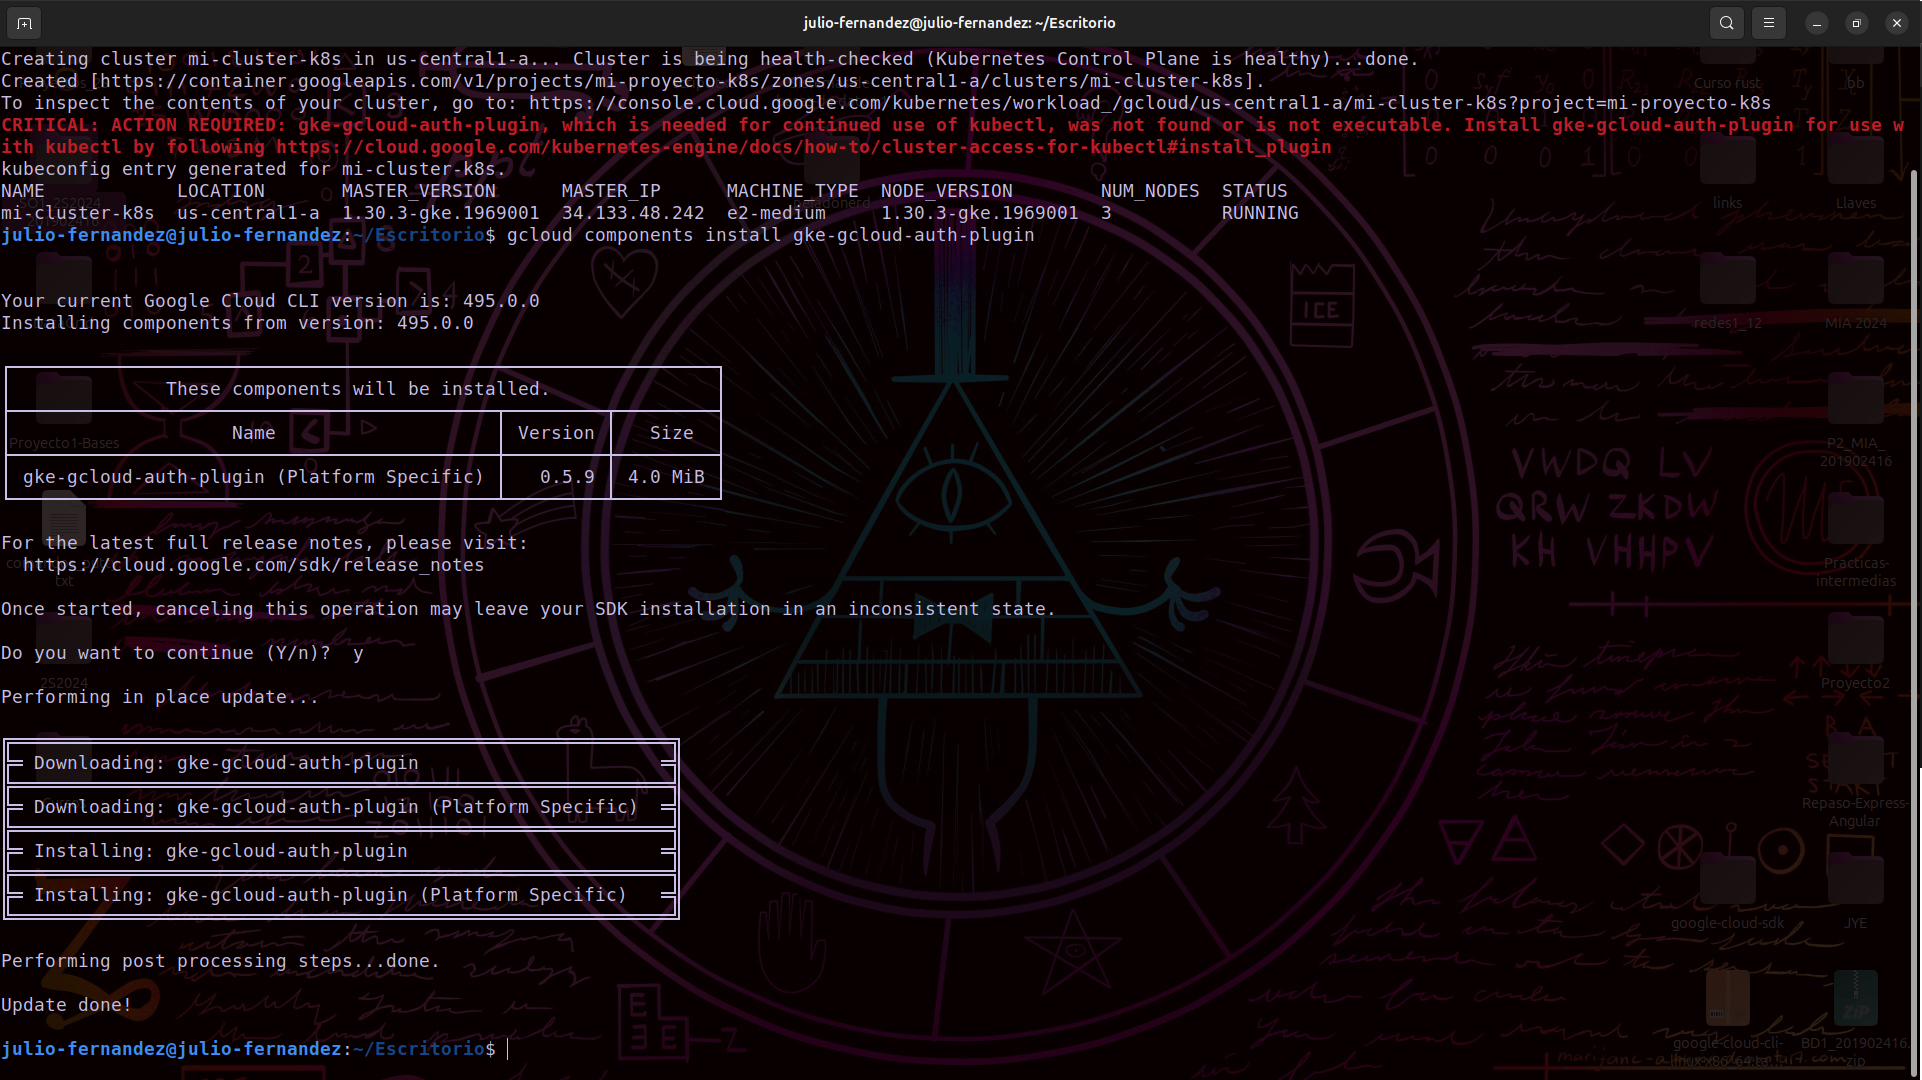 julio-fernandez@julio-fernandez: ~/Escritorio
Creating cluster mi-cluster-k8s in us-central1-a... Cluster is being health-checked (Kubernetes Control Plane is healthy)...done.
Created [https://container.googleapis.com/v1/projects/mi-proyecto-k8s/zones/us-central1-a/clusters/mi-cluster-k8s].
To inspect the contents of your cluster, go to: https://console.cloud.google.com/kubernetes/workload_/gcloud/us-central1-a/mi-cluster-k8s?project=mi-proyecto-k8s
CRITICAL: ACTION REQUIRED: gke-gcloud-auth-plugin, which is needed for continued use of kubectl, was not found or is not executable. Install gke-gcloud-auth-plugin for use w
ith kubectl by following https://cloud.google.com/kubernetes-engine/docs/how-to/cluster-access-for-kubectl#install_plugin
kubeconfig entry generated for mi-cluster-k8s.
NAME LOCATION MASTER_VERSION MASTER_IP MACHINE_TYPE NODE_VERSION NUM_NODES STATUS
mi-cluster-k8s us-central1-a 1.30.3-gke.1969001 34.133.48.242 e2-medium 1.30.3-gke.1969001 3 RUNNING
julio-fernandez@julio-fernandez:~/Escritorio$ gcloud components install gke-gcloud-auth-plugin
Your current Google Cloud CLI version is: 495.0.0
Installing components from version: 495.0.0
These components will be installed.
Name Version Size
gke-gcloud-auth-plugin (Platform Specific) 0.5.9 4.0 MiB
For the latest full release notes, please visit:
https://cloud.google.com/sdk/release_notes
Once started, canceling this operation may leave your SDK installation in an inconsistent state.
Do you want to continue (Y/n)? y
Performing in place update...
Downloading: gke-gcloud-auth-plugin
Downloading: gke-gcloud-auth-plugin (Platform Specific)
Installing: gke-gcloud-auth-plugin
Installing: gke-gcloud-auth-plugin (Platform Specific)
Performing post processing steps...done.
Update done!
julio-fernandez@julio-fernandez:~/Escritorio$
Curso rust
bb
links
Llaves
redes1_12
MIA 2024
Proyecto1-Bases
P2_MIA_
201902416
Practicas-
intermedias
2S2024
Proyecto2
Repaso-Express-
Angular
google-cloud-sdk
JYE
google-cloud-cli-
BD1_201902416.
zip
ICE
VWDQ LV
QRW ZKDW
KH VHHPV